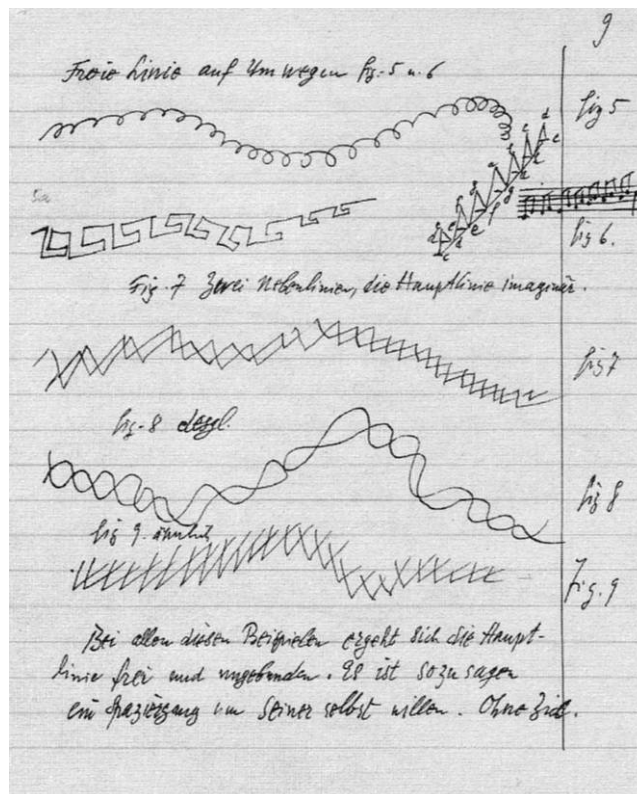 9
Freie Linie auf Umwegen fig. 5 u. 6
fig 5
fig 6.
Fig. 7 Zwei Nebenlinien, die Hauptlinie imaginär.
fig 7
fig. 8 desgl.
fig 8
fig 9. ähnlich
Fig. 9
Bei allen diesen Beispielen ergeht sich die Haupt-
linie frei und ungebunden. Es ist sozusagen
ein Spaziergang um seiner selbst willen. Ohne Ziel.